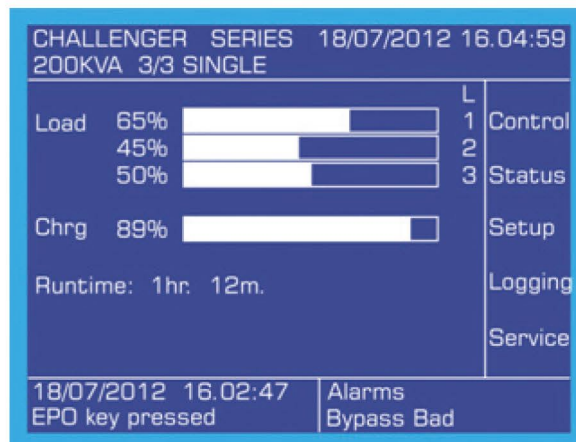 CHALLENGER SERIES 18/07/2012 16.04:59
200KVA 3/3 SINGLE
L
Load 65% 1 Control
45% 2
50% 3 Status
Chrg 89% Setup
Runtime: 1hr. 12m. Logging
Service
18/07/2012 16.02:47 Alarms
EPO key pressed Bypass Bad